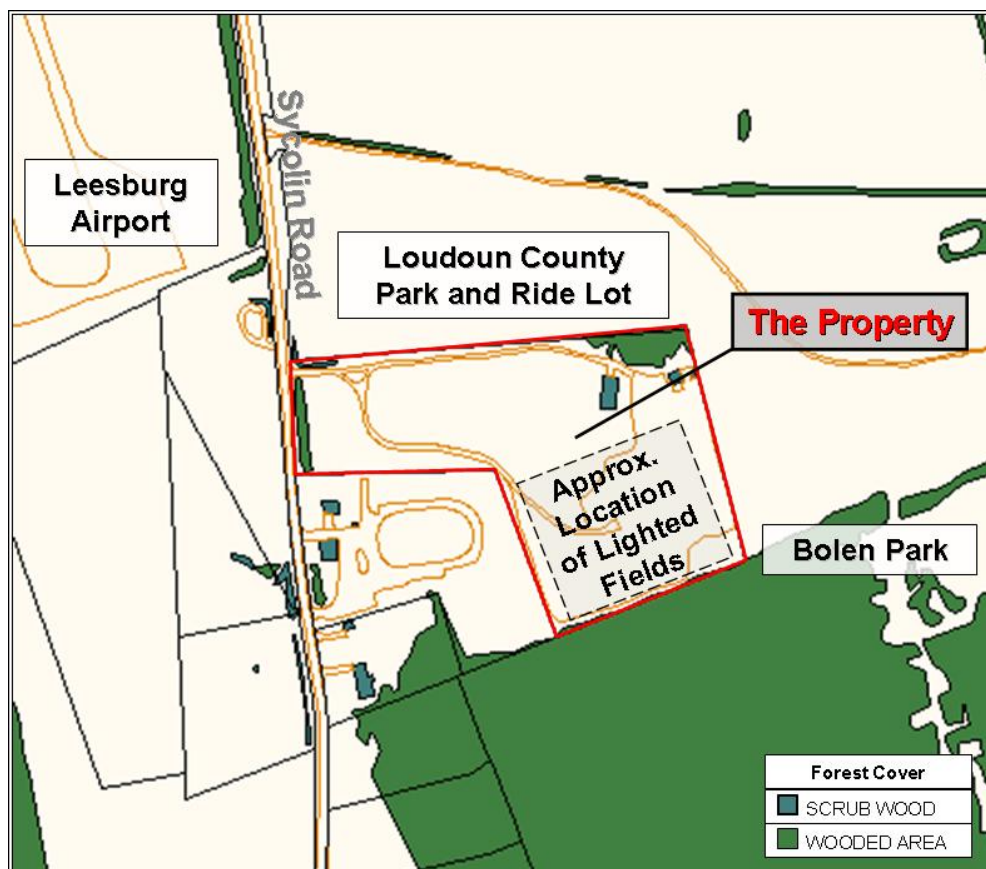 Sycolin Road
Leesburg
Airport
Loudoun County
Park and Ride Lot
The Property
Approx.
Location
of Lighted
Fields
Bolen Park
Forest Cover
SCRUB WOOD
WOODED AREA